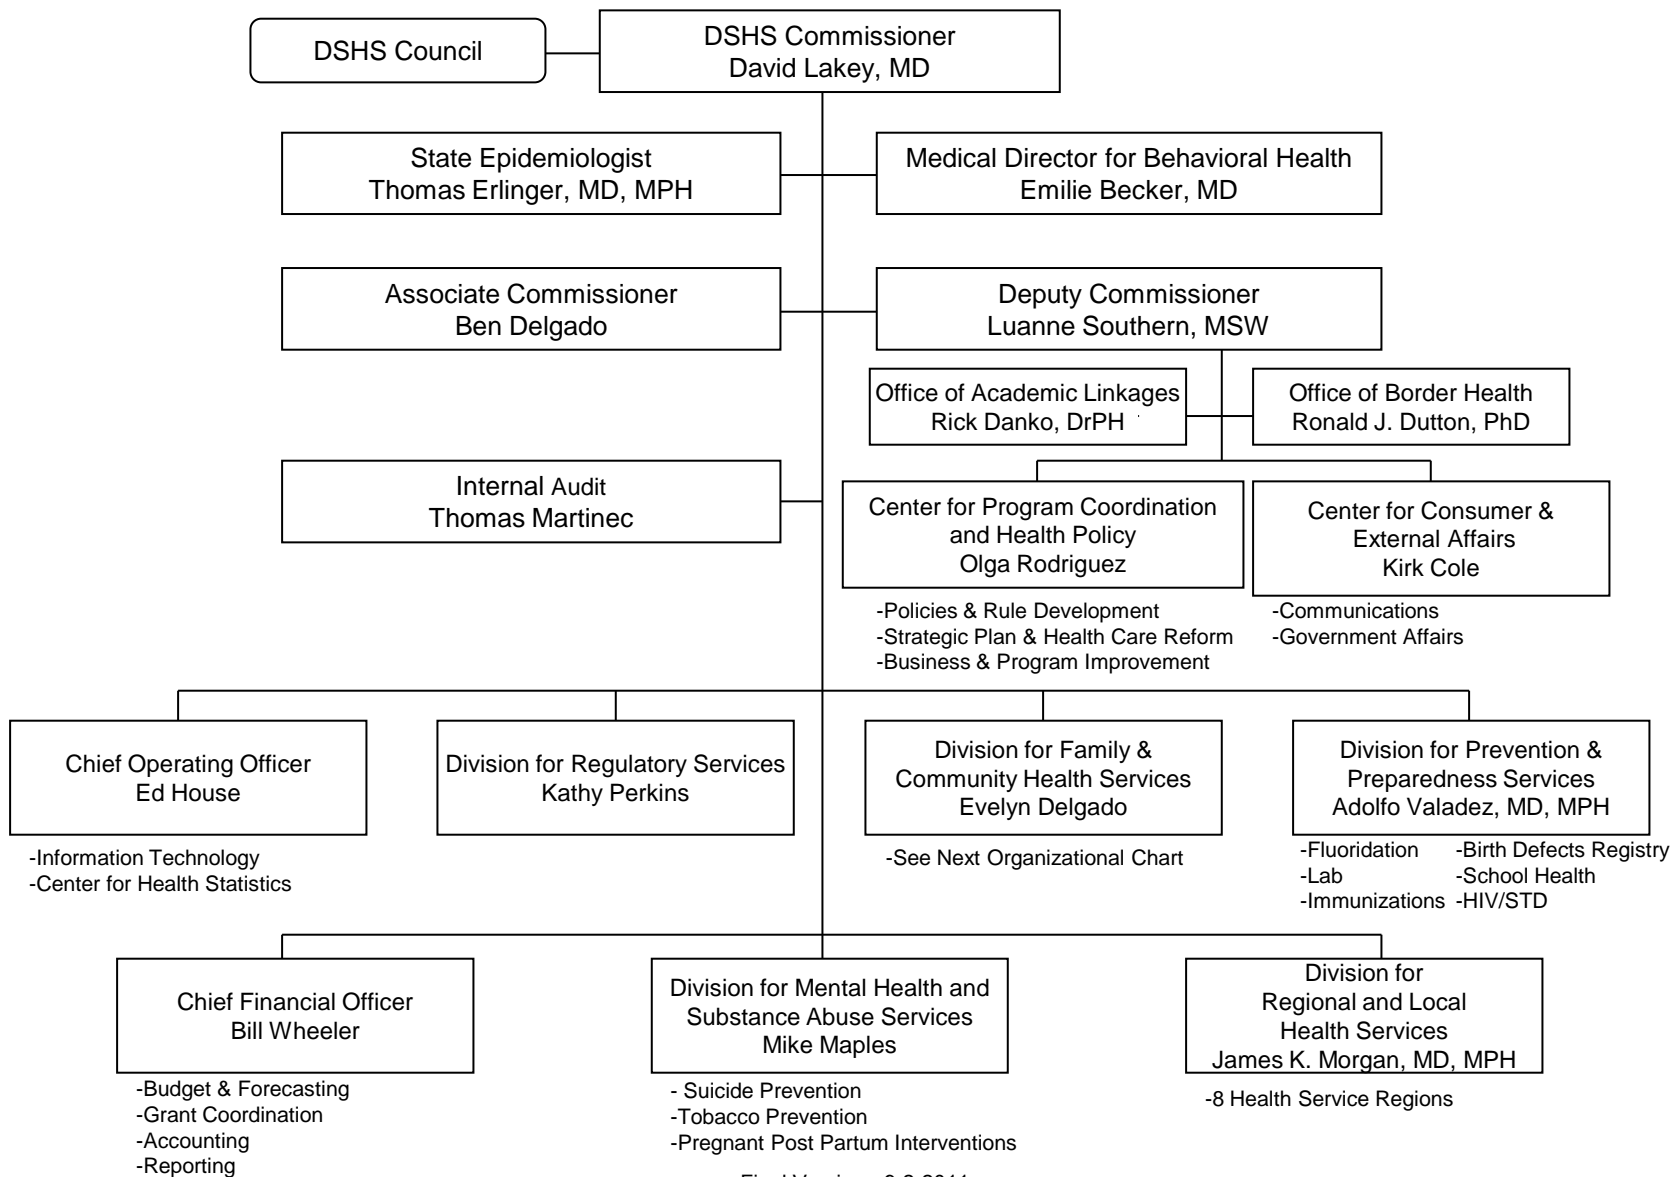 DSHS Council
DSHS Commissioner
David Lakey, MD
State Epidemiologist
Thomas Erlinger, MD, MPH
Medical Director for Behavioral Health
Emilie Becker, MD
Associate Commissioner
Ben Delgado
Deputy Commissioner
Luanne Southern, MSW
Office of Academic Linkages
Rick Danko, DrPH
Office of Border Health
Ronald J. Dutton, PhD
Internal Audit
Thomas Martinec
Center for Program Coordination
and Health Policy
Olga Rodriguez
Center for Consumer &
External Affairs
Kirk Cole
-Policies & Rule Development
-Strategic Plan & Health Care Reform
-Business & Program Improvement
-Communications
-Government Affairs
Chief Operating Officer
Ed House
Division for Regulatory Services
Kathy Perkins
Division for Family &
Community Health Services
Evelyn Delgado
Division for Prevention &
Preparedness Services
Adolfo Valadez, MD, MPH
-Information Technology
-Center for Health Statistics
-See Next Organizational Chart
-Fluoridation
-Lab
-Immunizations
-Birth Defects Registry
-School Health
-HIV/STD
Chief Financial Officer
Bill Wheeler
Division for Mental Health and
Substance Abuse Services
Mike Maples
Division for
Regional and Local
Health Services
James K. Morgan, MD, MPH
-Budget & Forecasting
-Grant Coordination
-Accounting
-Reporting
- Suicide Prevention
-Tobacco Prevention
-Pregnant Post Partum Interventions
-8 Health Service Regions